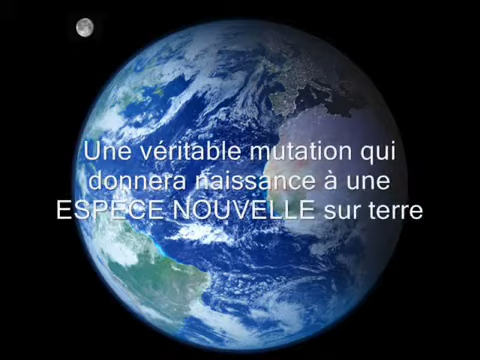 Une véritable mutation qui
donnera naissance à une
ESPECE NOUVELLE sur terre